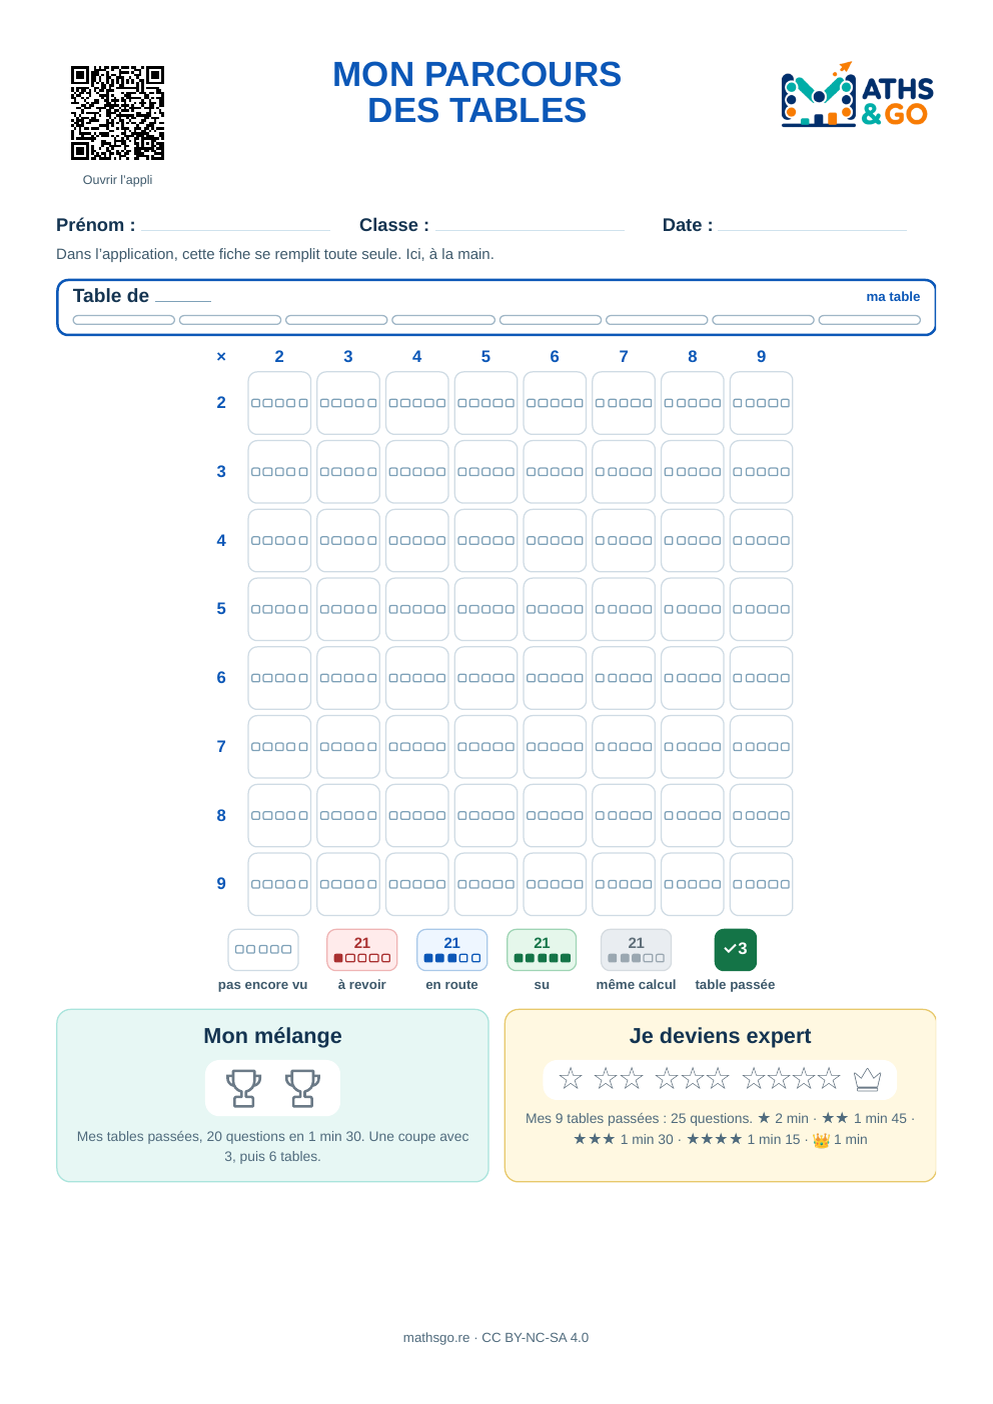 MON PARCOURS
DES TABLES
ATHS
&GO
Ouvrir l’appli
Prénom : Classe : Date :
Dans l’application, cette fiche se remplit toute seule. Ici, à la main.
Table de ma table
× 2 3 4 5 6 7 8 9
2
3
4
5
6
7
8
9
21 21 21 21 3
pas encore vu à revoir en route su même calcul table passée
Mon mélange
Mes tables passées, 20 questions en 1 min 30. Une coupe avec
3, puis 6 tables.
Je deviens expert
Mes 9 tables passées : 25 questions. ★ 2 min · ★★ 1 min 45 ·
★★★ 1 min 30 · ★★★★ 1 min 15 · 👑 1 min
mathsgo.re · CC BY-NC-SA 4.0